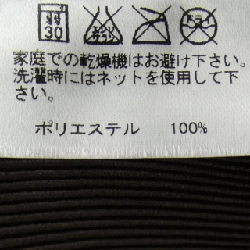 30
家庭での乾燥機はお避け下さい。
洗濯時にはネットを使用して下さい。
ポリエステル 100%